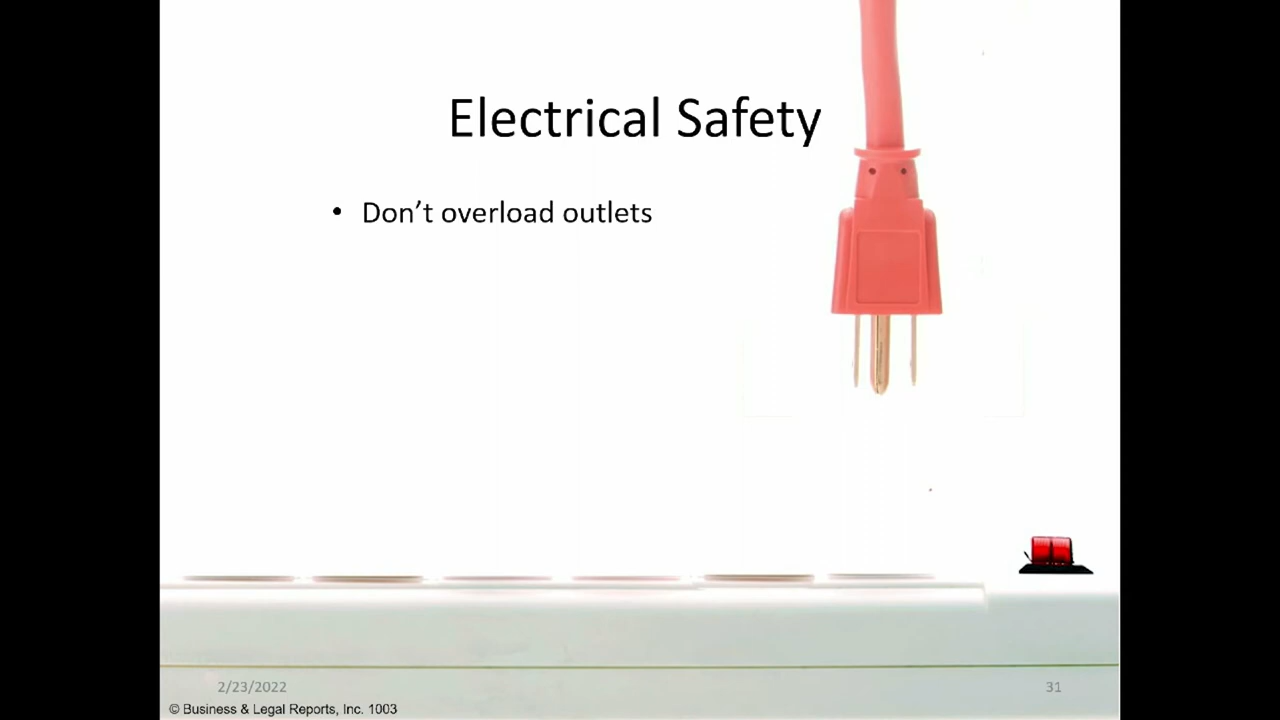 Electrical Safety
• Don’t overload outlets
2/23/2022
31
© Business & Legal Reports, Inc. 1003